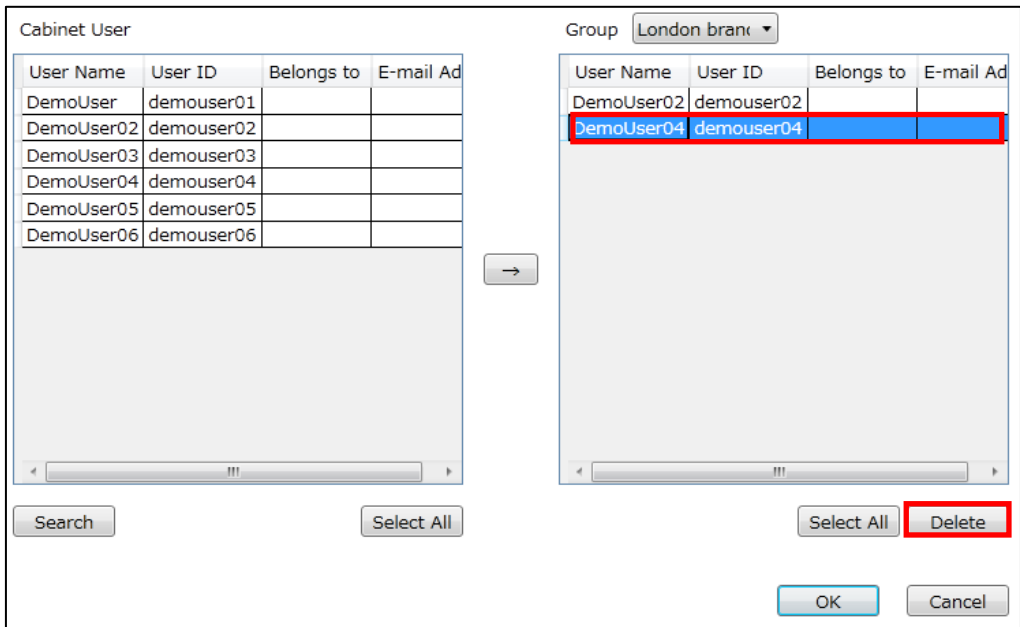 Cabinet User
Group London branc
User Name User ID Belongs to E-mail Ad
DemoUser demouser01
DemoUser02 demouser02
DemoUser03 demouser03
DemoUser04 demouser04
DemoUser05 demouser05
DemoUser06 demouser06
→
User Name User ID Belongs to E-mail Ad
DemoUser02 demouser02
DemoUser04 demouser04
Search
Select All
Select All
Delete
OK
Cancel